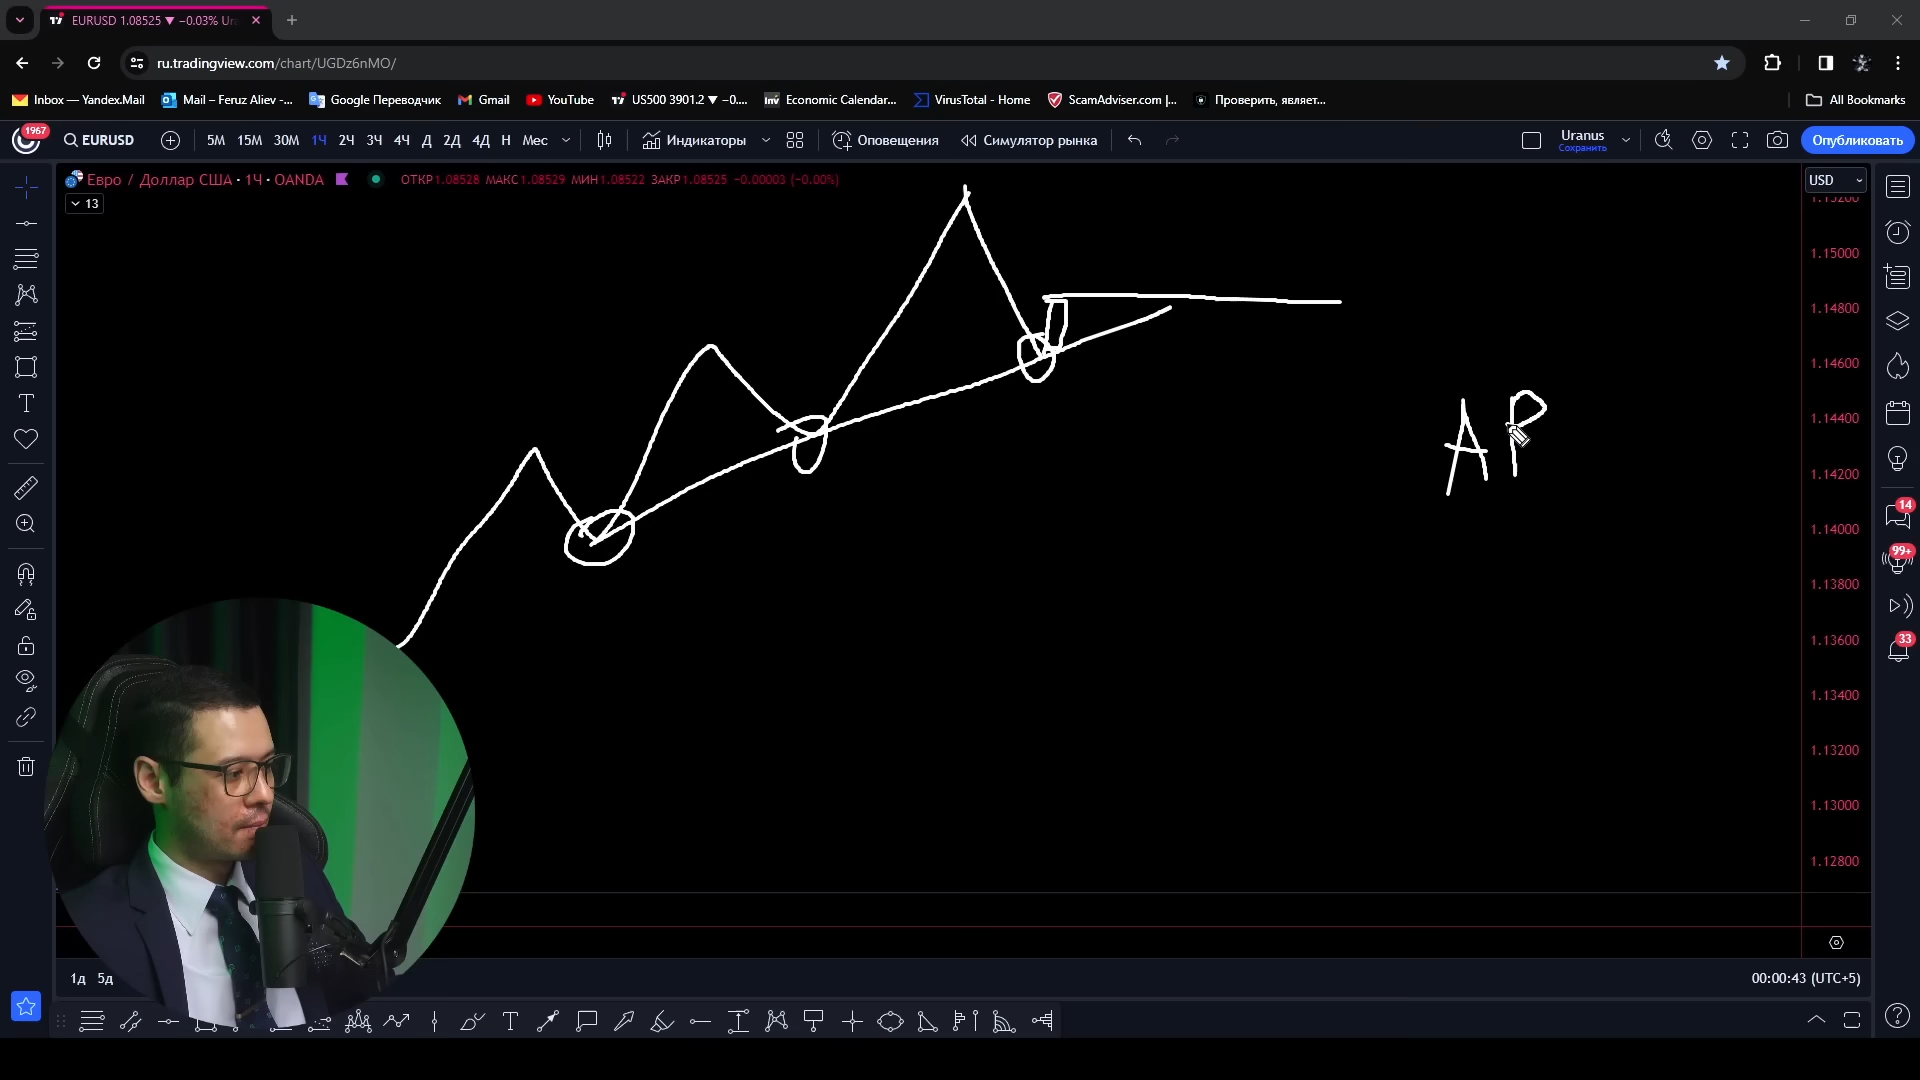 EURUSD 1.08525 ▼ −0.03% Ura
ru.tradingview.com/chart/UGDz6nMO/
Inbox — Yandex.Mail
Mail – Feruz Aliev -...
Google Переводчик
Gmail
YouTube
US500 3901.2 ▼ −0....
Economic Calendar...
VirusTotal - Home
ScamAdviser.com |...
Проверить, являет...
All Bookmarks
1967
EURUSD
5М 15М 30М 1Ч 2Ч 3Ч 4Ч Д 2Д 4Д Н Мес
Индикаторы
Оповещения
Симулятор рынка
Uranus
Сохранить
Опубликовать
Евро / Доллар США · 1Ч · OANDA
ОТКР1.08528 МАКС1.08529 МИН1.08522 ЗАКР1.08525 −0.00003 (−0.00%)
USD
13
1.15200
1.15000
1.14800
1.14600
1.14400
1.14200
1.14000
1.13800
1.13600
1.13400
1.13200
1.13000
1.12800
AP
14
99+
33
1д 5д
00:00:43 (UTC+5)